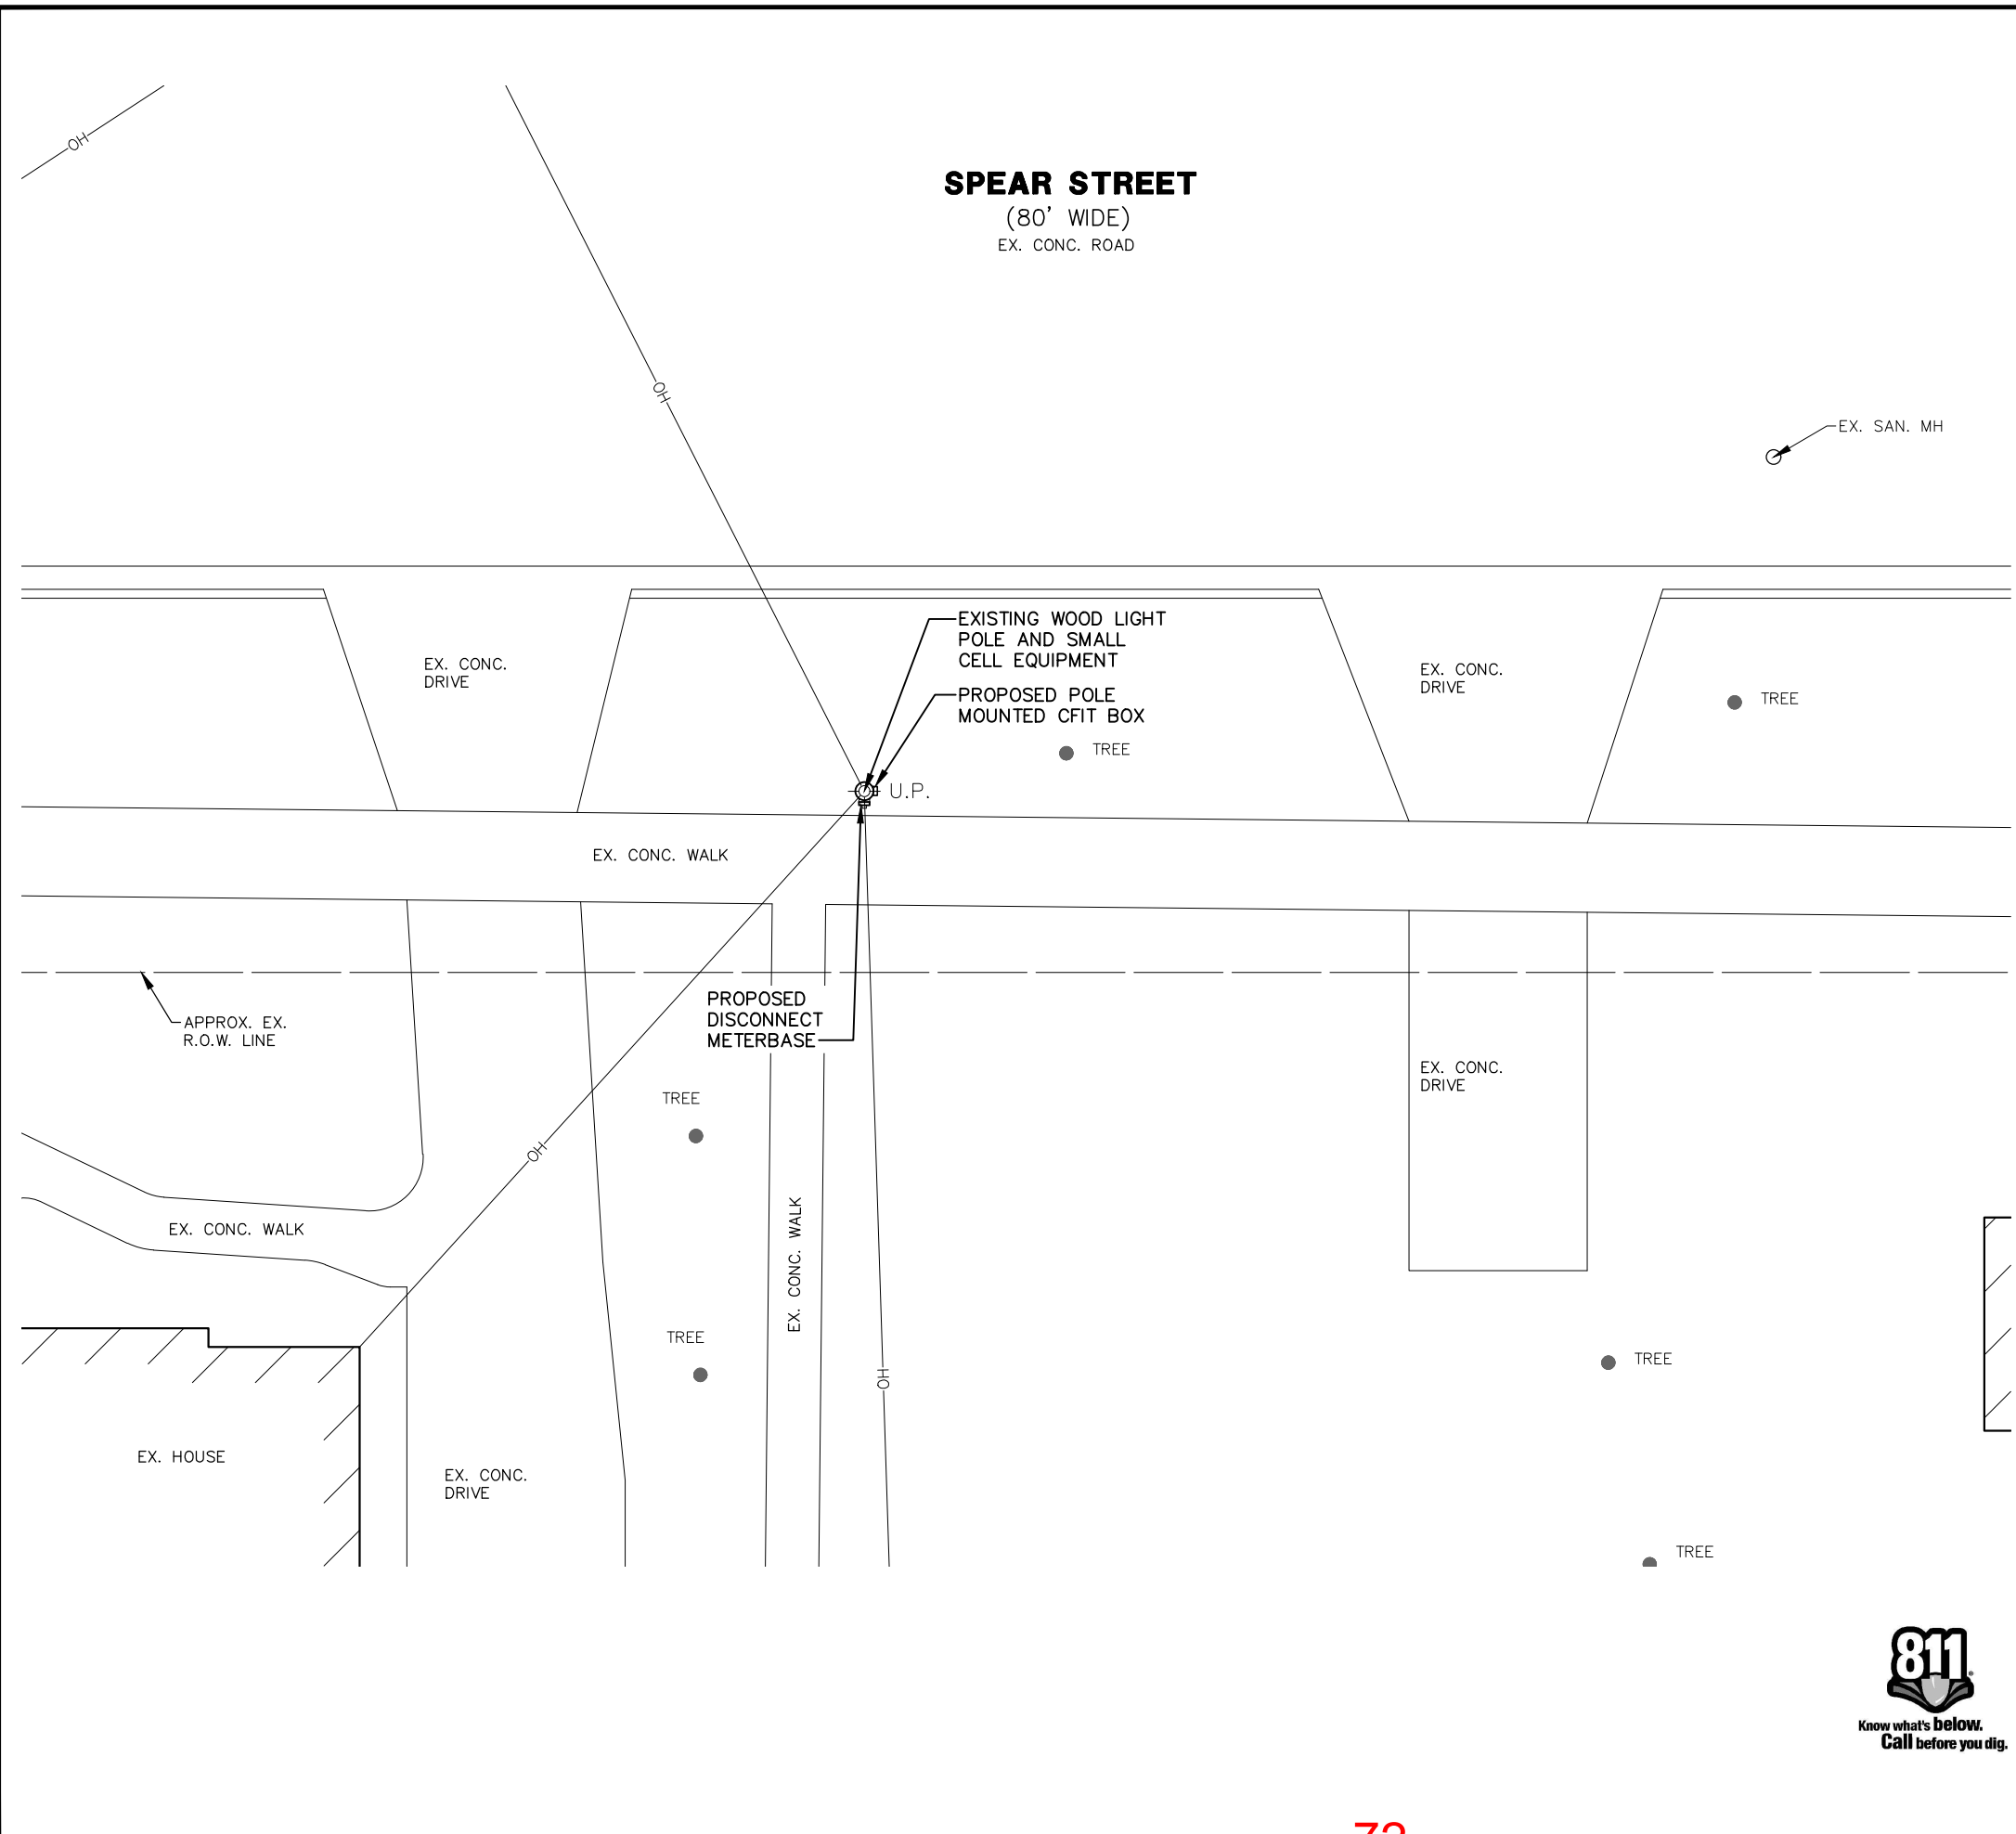 OH
SPEAR STREET
(80' WIDE)
EX. CONC. ROAD
OH
EX. SAN. MH
EXISTING WOOD LIGHT
POLE AND SMALL
CELL EQUIPMENT
EX. CONC.
DRIVE
EX. CONC.
DRIVE
PROPOSED POLE
MOUNTED CFIT BOX
TREE
TREE
U.P.
EX. CONC. WALK
PROPOSED
DISCONNECT
METERBASE
APPROX. EX.
R.O.W. LINE
EX. CONC.
DRIVE
TREE
OH
EX. CONC. WALK
EX. CONC. WALK
TREE
OH
TREE
EX. HOUSE
EX. CONC.
DRIVE
TREE
811
Know what's below.
Call before you dig.